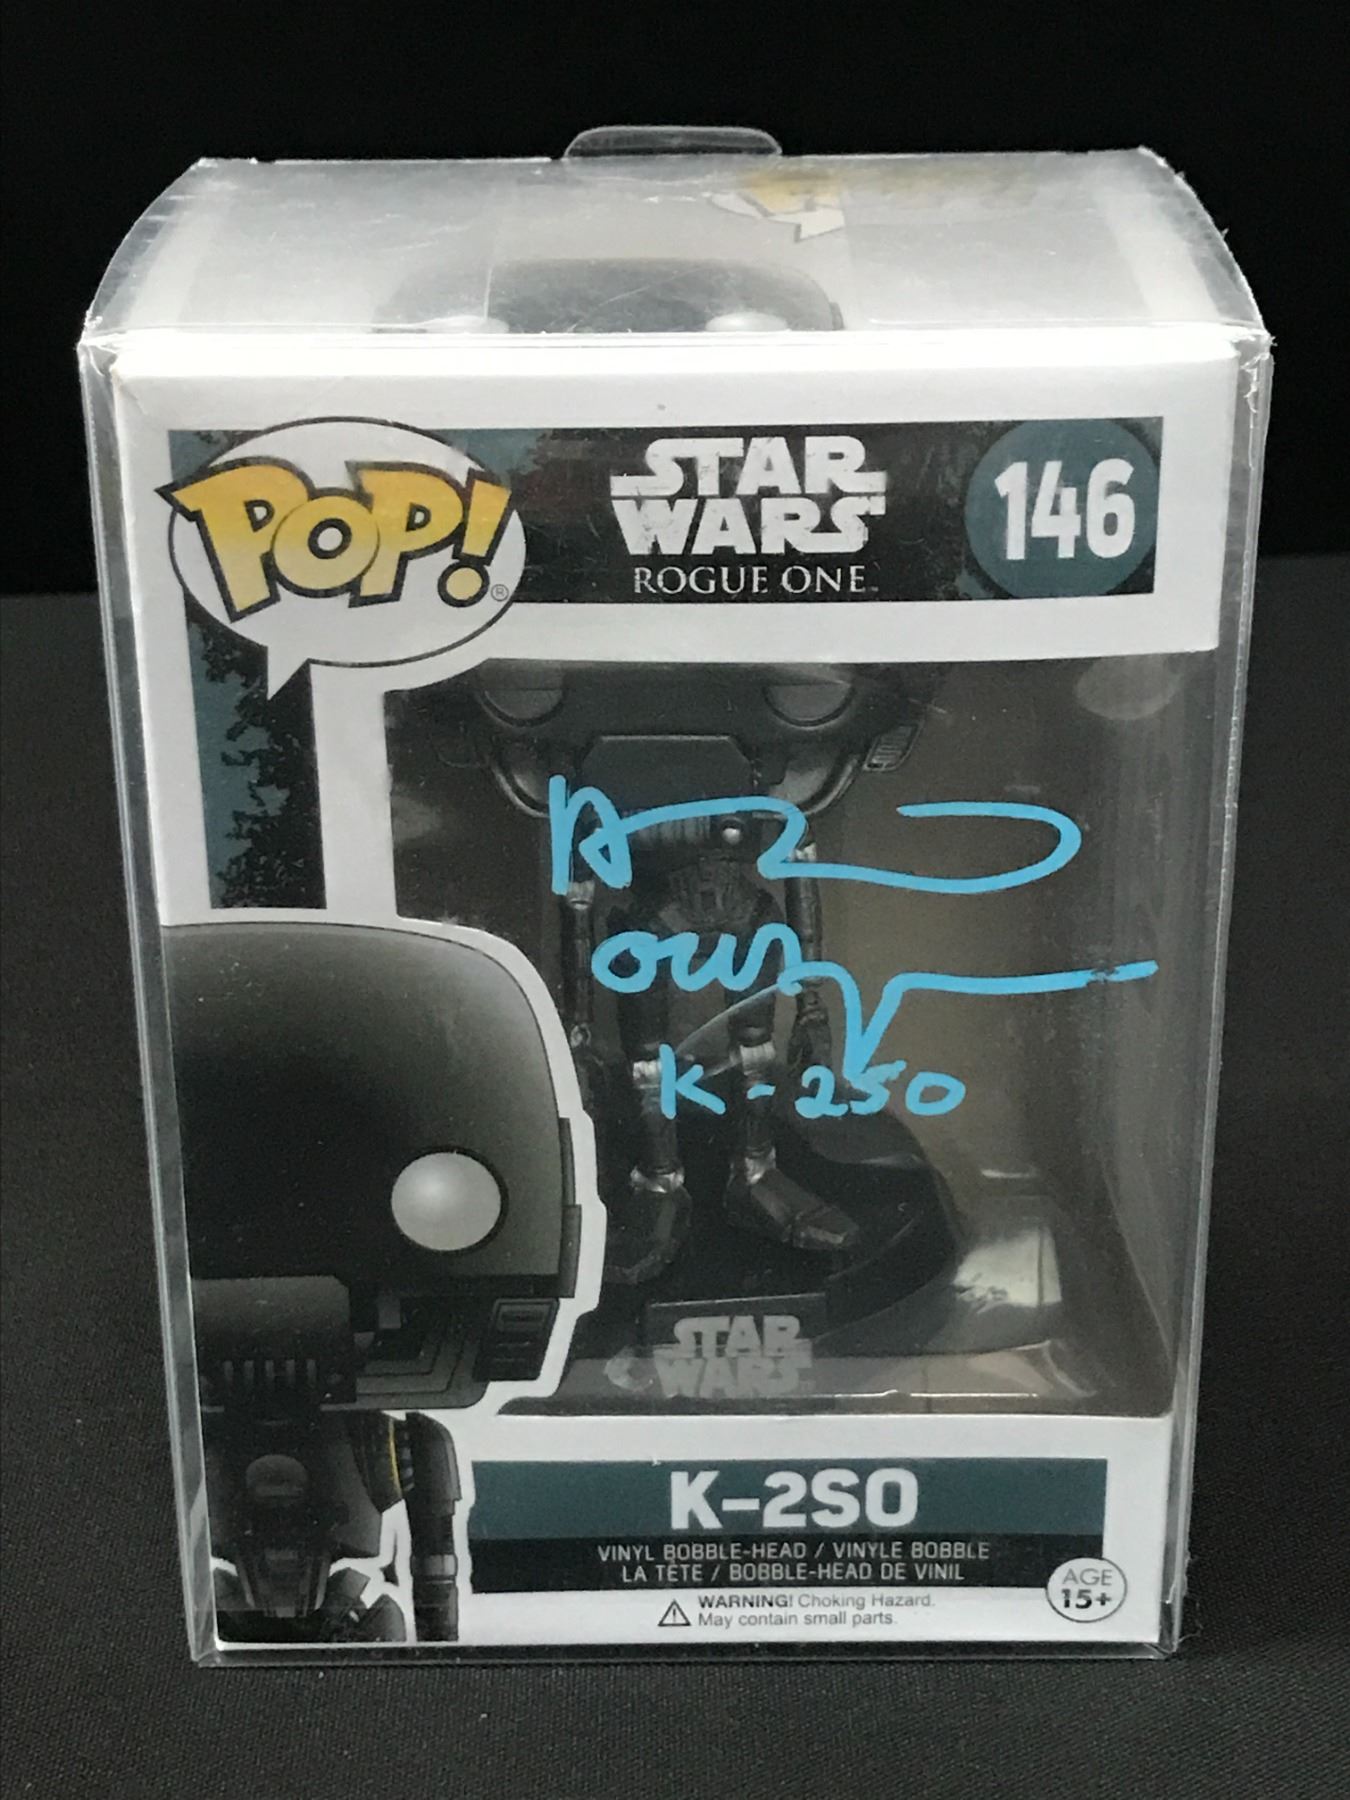 POP!®
STAR
WARS
ROGUE ONE™
146
K-2SO
STAR
WARS
K-2SO
VINYL BOBBLE-HEAD / VINYLE BOBBLE
LA TÊTE / BOBBLE-HEAD DE VINIL
WARNING! Choking Hazard.
May contain small parts.
AGE
15+